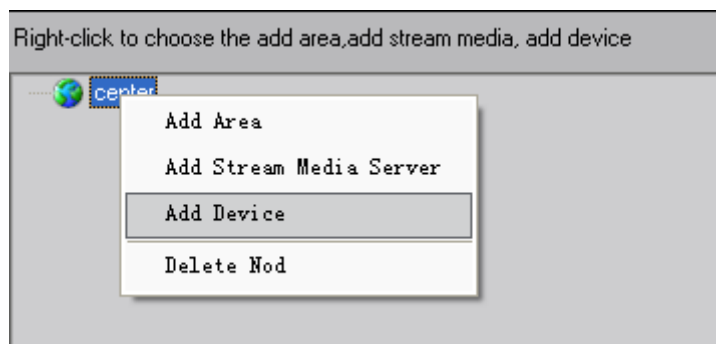 Right-click to choose the add area,add stream media, add device
center
Add Area
Add Stream Media Server
Add Device
Delete Nod